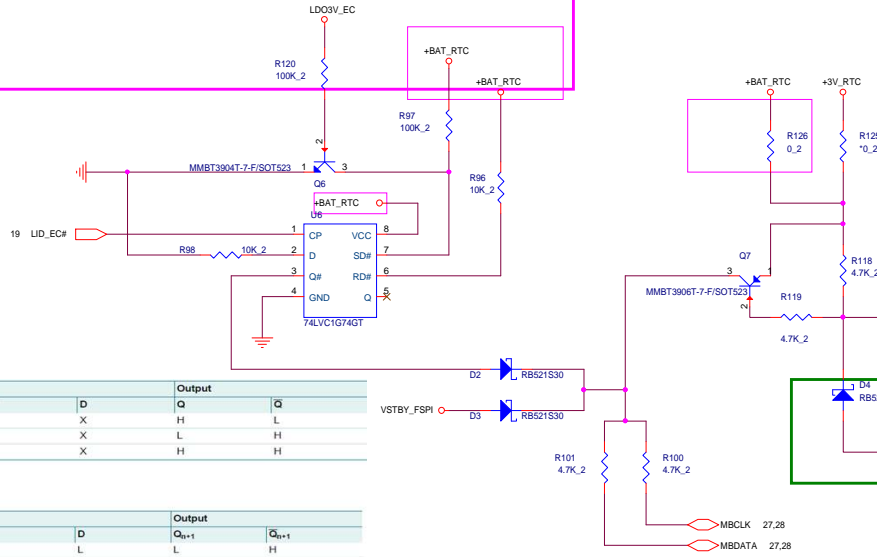 LDO3V_EC
R120
100K_2
+BAT_RTC
+BAT_RTC
R97
100K_2
+BAT_RTC
+3V_RTC
R126
0_2
R125
*0_2
2
MMBT3904T-7-F/SOT523
1
3
Q6
R96
10K_2
+BAT_RTC
U6
19 LID_EC#
1 CP VCC 8
R98 10K_2
2 D SD# 7
3 Q# RD# 6
4 GND Q 5
74LVC1G74GT
Q7
3
1
MMBT3906T-7-F/SOT523
2
R118
4.7K_2
R119
4.7K_2
D2 RB521S30
VSTBY_FSPI
D3 RB521S30
D4
R101
4.7K_2
R100
4.7K_2
MBCLK 27,28
MBDATA 27,28
Output
D Q Q̅
X H L
X L H
X H H
Output
D Qn+1 Q̅n+1
L L H